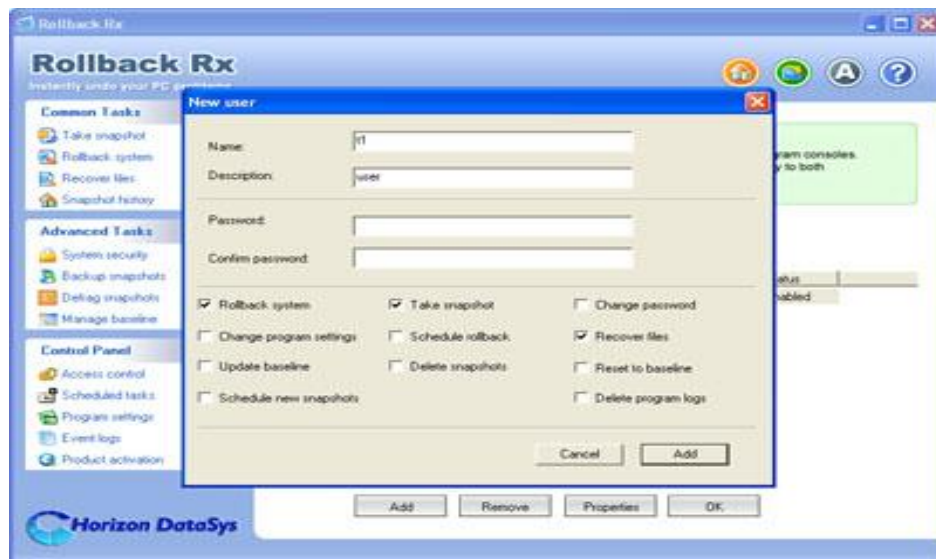 Rollback Rx
Rollback Rx
Instantly undo your PC problems
Common Tasks
Take snapshot
Rollback system
Recover files
Snapshot history
Advanced Tasks
System security
Backup snapshots
Defrag snapshots
Manage baseline
Control Panel
Access control
Scheduled tasks
Program settings
Event logs
Product activation
Horizon DataSys
ram consoles.
y to both
atus
nabled
New user
Name:
Description:
user
Password:
Confirm password:
Rollback system
Take snapshot
Change password
Change program settings
Schedule rollback
Recover files
Update baseline
Delete snapshots
Reset to baseline
Schedule new snapshots
Delete program logs
Cancel
Add
Add
Remove
Properties
OK